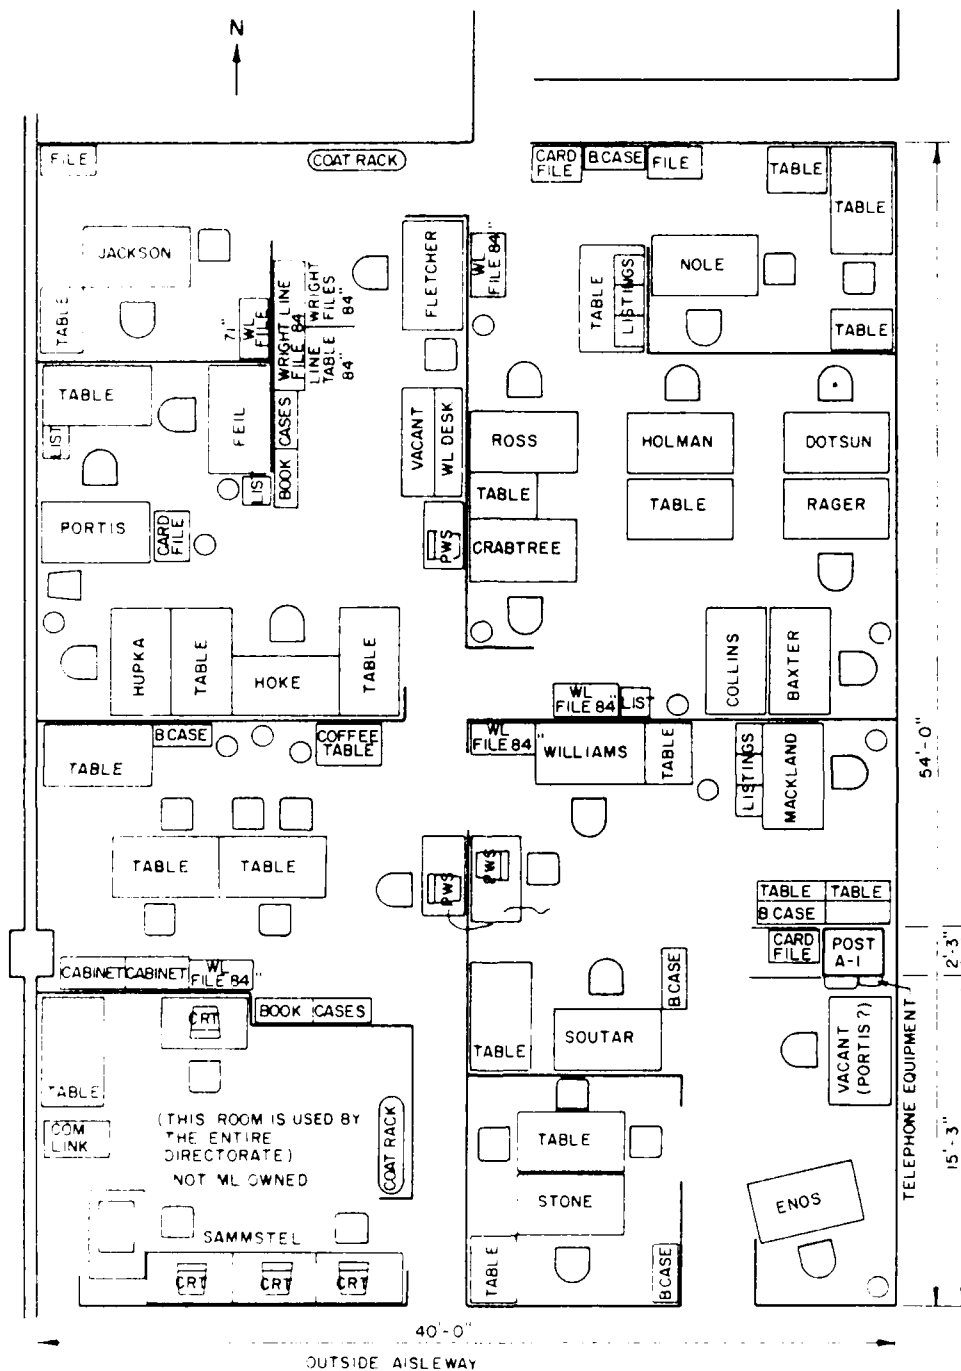 N
FILE
COAT RACK
CARD
FILE
B.CASE
FILE
TABLE
TABLE
JACKSON
FLETCHER
WL
FILE 84"
TABLE
LISTINGS
NOLE
TABLE
71"
WL
FILE
WRIGHT LINE
FILE 84"
WRIGHT
FILES
84"
LINE
TABLE
84"
TABLE
TABLE
LIST
FEIL
LIST
BOOK CASES
VACANT
WL DESK
ROSS
HOLMAN
DOTSUN
TABLE
TABLE
RAGER
PORTIS
CARD
FILE
PWS
CRABTREE
HUPKA
TABLE
HOKE
TABLE
COLLINS
BAXTER
WL
FILE 84"
LIST
TABLE
B CASE
COFFEE
TABLE
WL
FILE 84"
WILLIAMS
TABLE
LISTINGS
MACKLAND
54'-0"
TABLE
TABLE
PWS
PWS
TABLE
TABLE
B CASE
CARD
FILE
POST
A-1
2'-3"
CABINET
CABINET
WL
FILE 84"
BOOK CASES
CRT
TABLE
TABLE
SOUTAR
B.CASE
VACANT
(PORTIS?)
TELEPHONE EQUIPMENT
15'-3"
COM
LINK
(THIS ROOM IS USED BY
THE ENTIRE
DIRECTORATE)
NOT ML OWNED
COAT RACK
TABLE
STONE
ENOS
SAMMSTEL
CRT
CRT
CRT
TABLE
B.CASE
40'-0"
OUTSIDE AISLEWAY